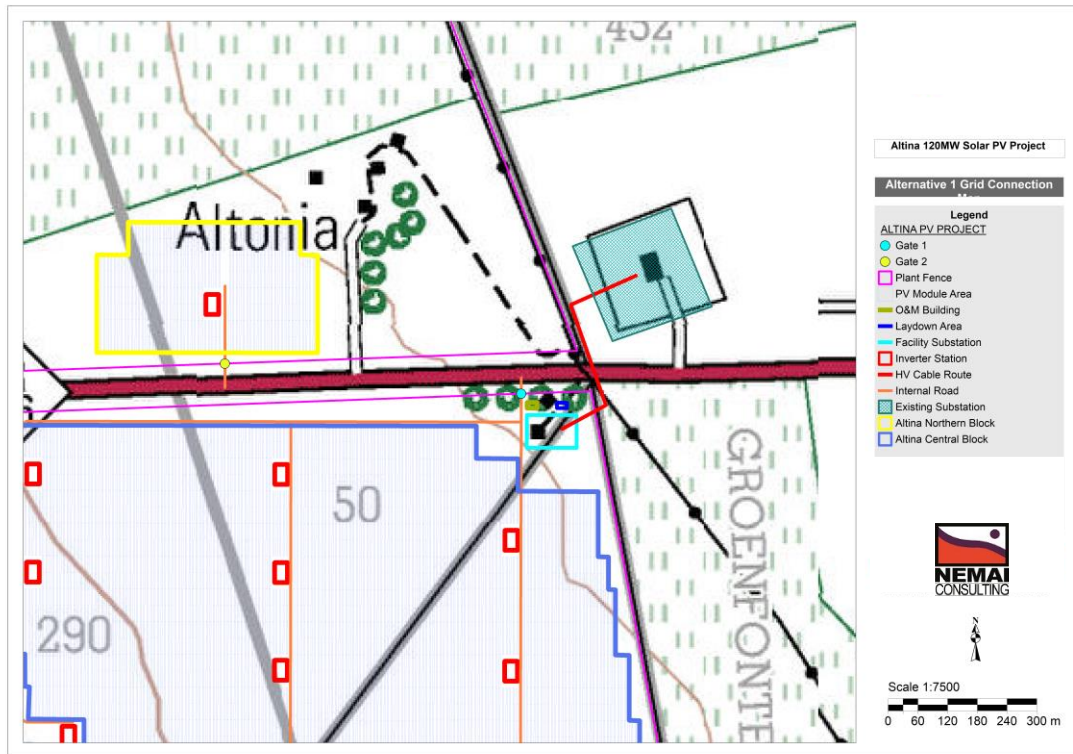 432
Altonia
50
290
GROENFONTE
Altina 120MW Solar PV Project
Alternative 1 Grid Connection
Legend
ALTINA PV PROJECT
Gate 1
Gate 2
Plant Fence
PV Module Area
O&M Building
Laydown Area
Facility Substation
Inverter Station
HV Cable Route
Internal Road
Existing Substation
Altina Northern Block
Altina Central Block
NEMAI
CONSULTING
N
Scale 1:7500
0 60 120 180 240 300 m